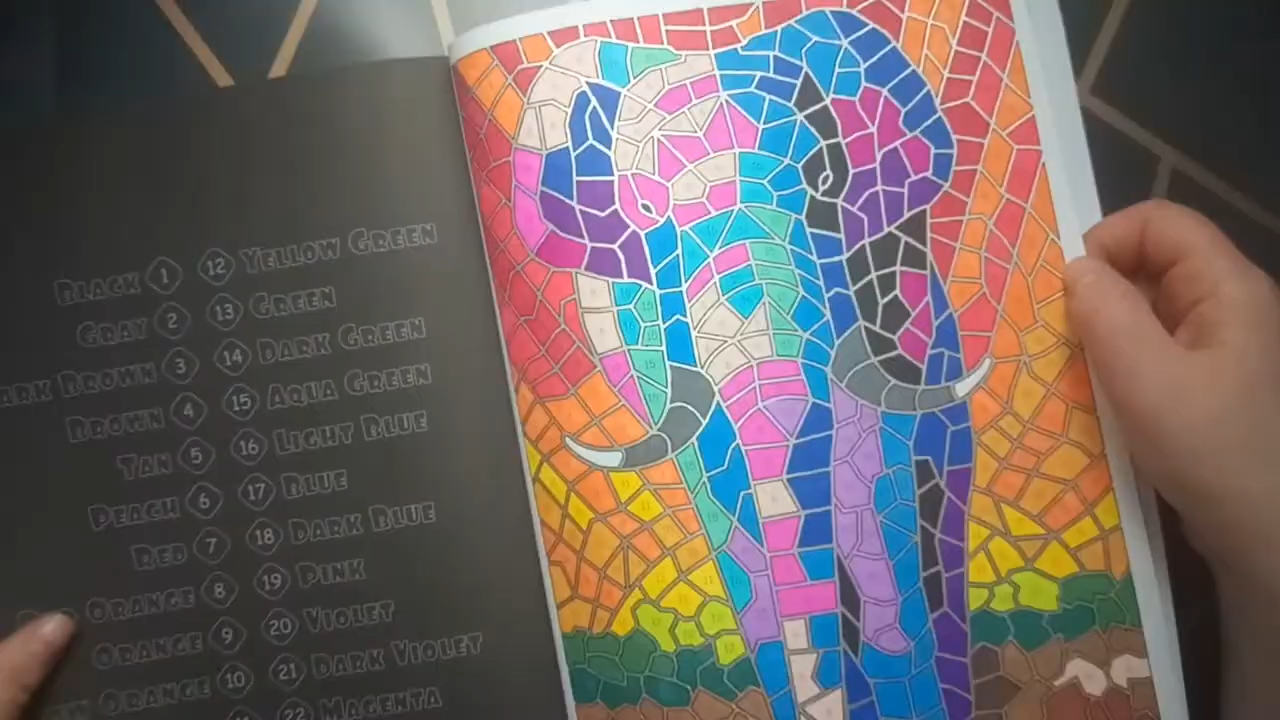 BLACK 1 12 YELLOW GREEN
GRAY 2 13 GREEN
ARK BROWN 3 14 DARK GREEN
BROWN 4 15 AQUA GREEN
TAN 5 16 LIGHT BLUE
PEACH 6 17 BLUE
RED 7 18 DARK BLUE
ORANGE 8 19 PINK
ORANGE 9 20 VIOLET
ORANGE 10 21 DARK VIOLET
22 MAGENTA